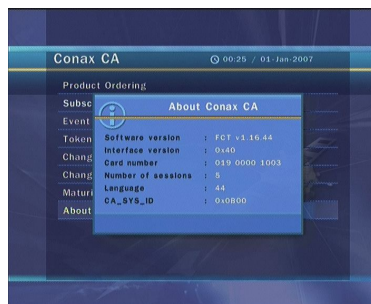 Conax CA
00:25 / 01-Jan-2007
Product Ordering
Subsc
About Conax CA
Event
Software version : FCT v1.16.44
Token
Interface version : 0x40
Card number : 019 0000 1003
Chang
Number of sessions : 5
Chang
Language : 44
Maturi
CA_SYS_ID : 0x0B00
About